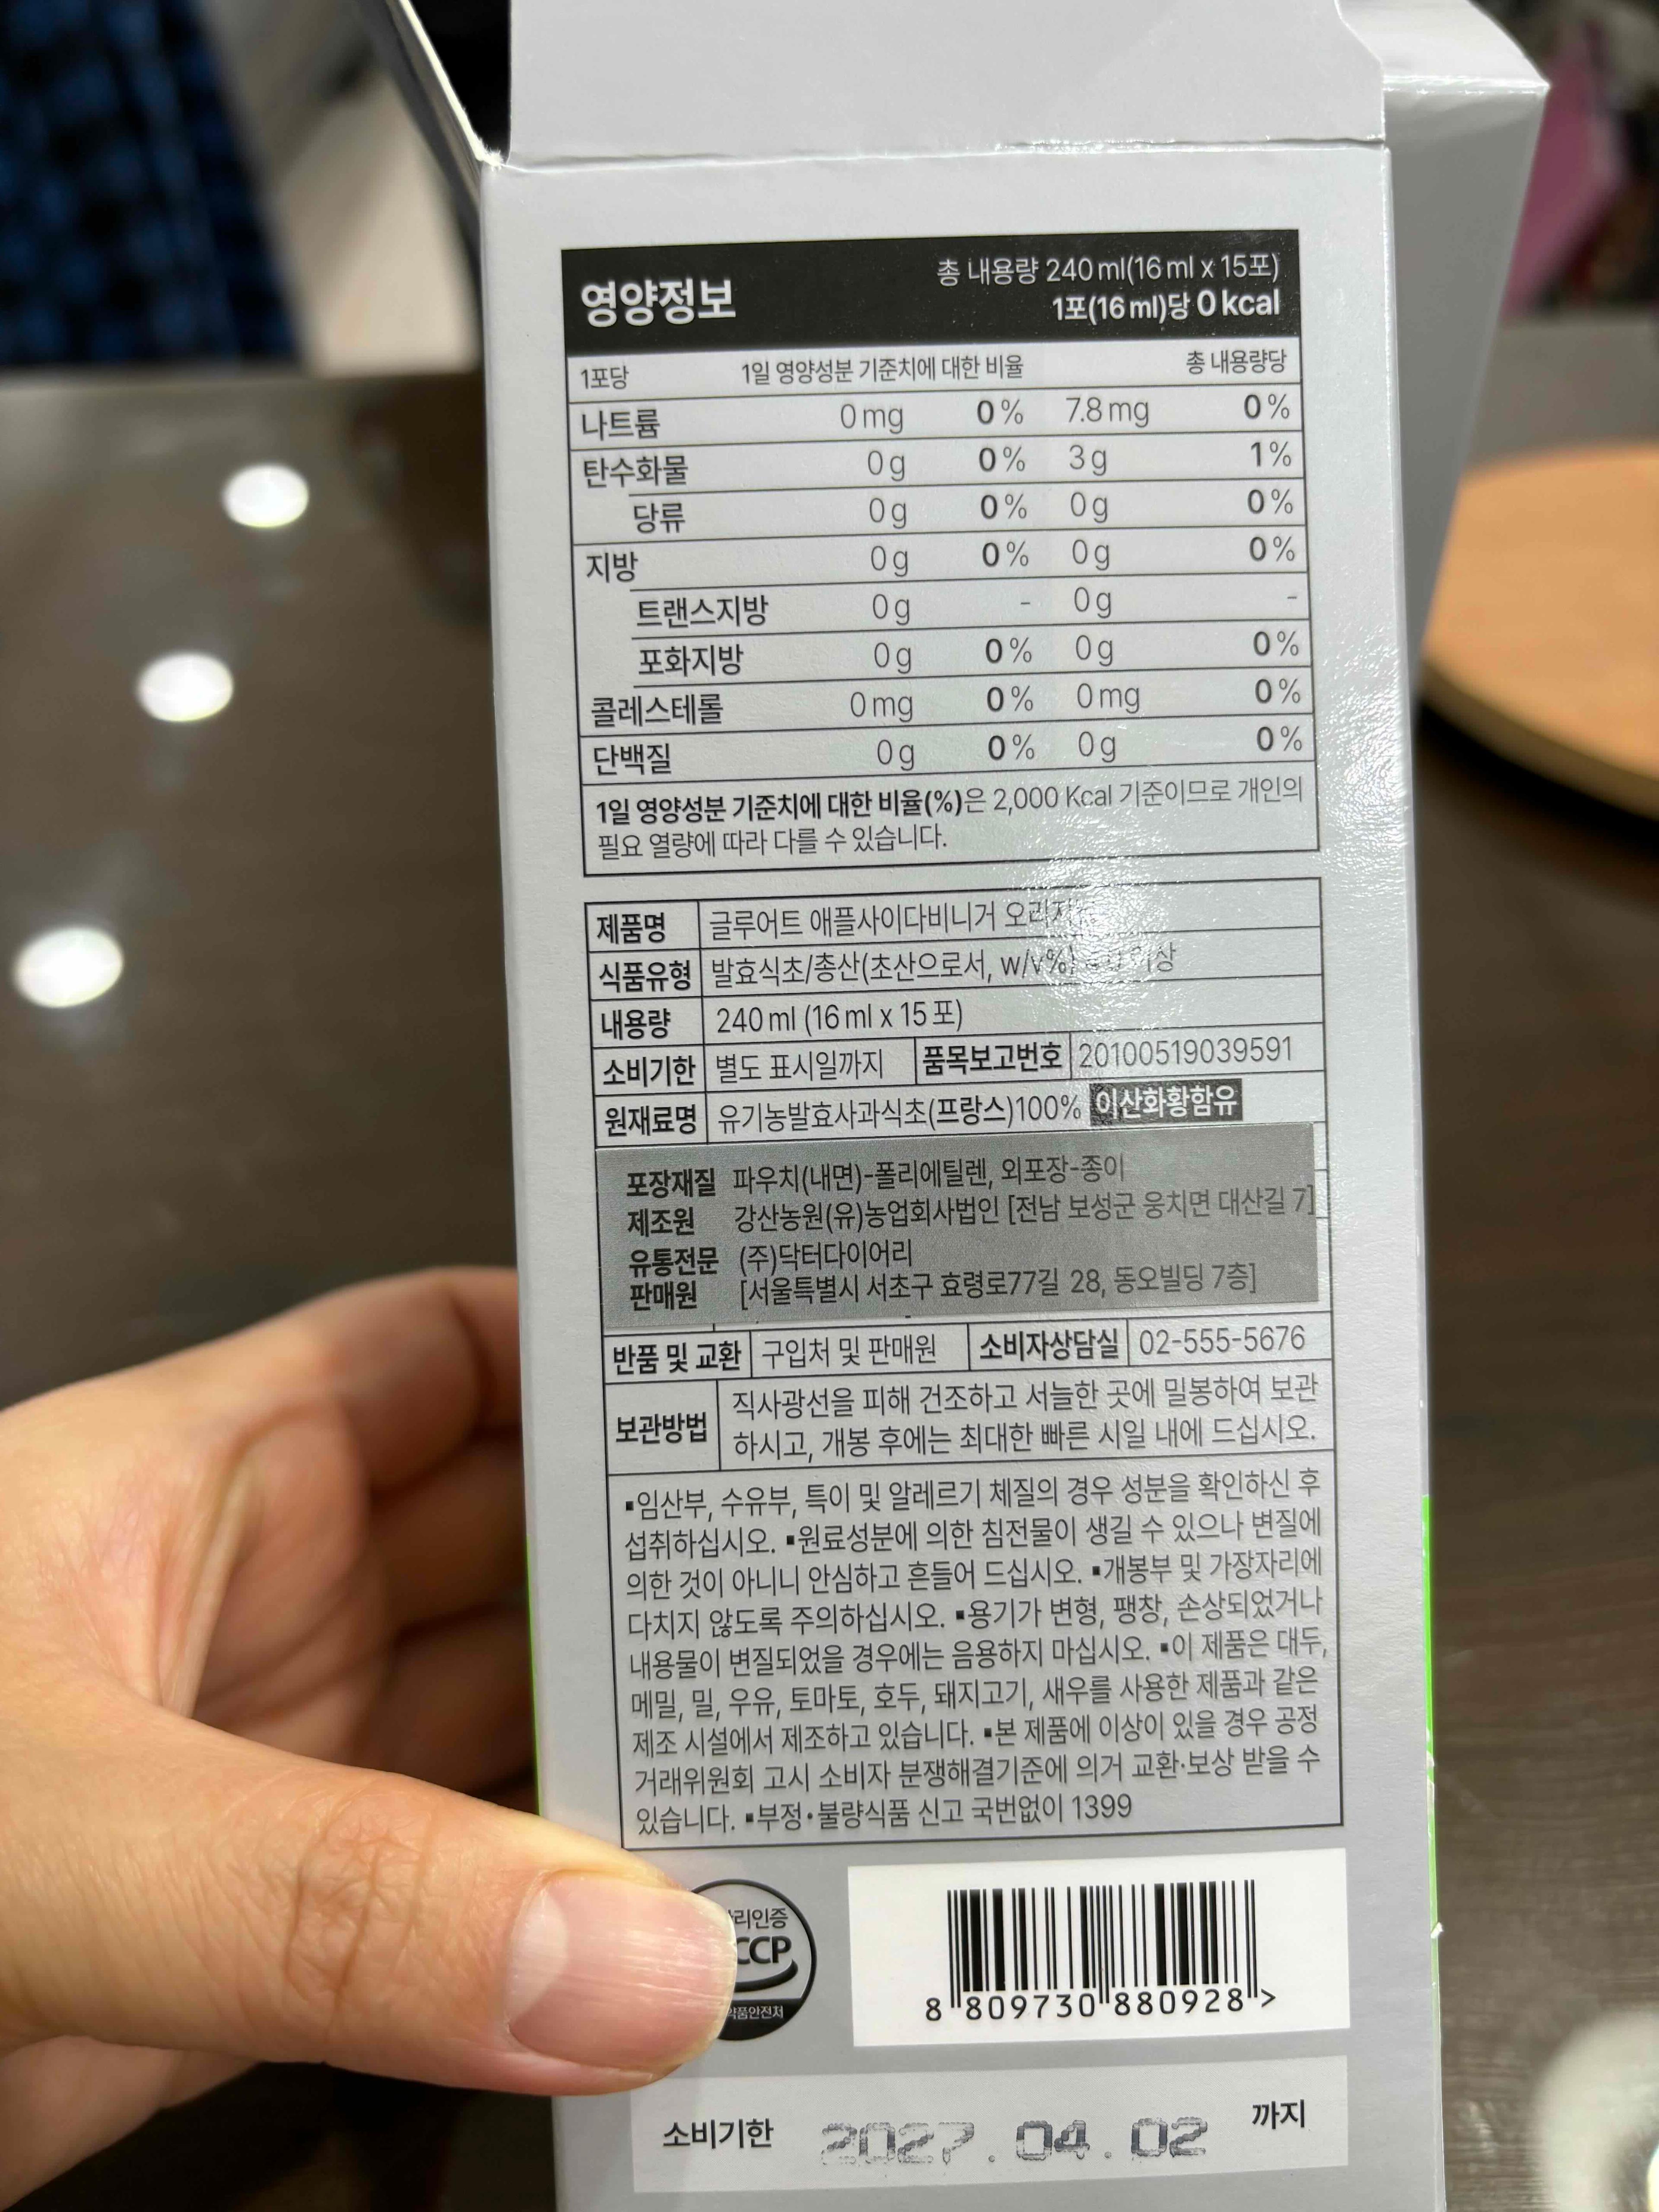 영양정보
총 내용량 240 ml(16 ml x 15포)
1포(16 ml)당 0 kcal
1포당 1일 영양성분 기준치에 대한 비율 총 내용량당
나트륨 0 mg 0 % 7.8 mg 0 %
탄수화물 0 g 0 % 3 g 1 %
당류 0 g 0 % 0 g 0 %
지방 0 g 0 % 0 g 0 %
트랜스지방 0 g - 0 g -
포화지방 0 g 0 % 0 g 0 %
콜레스테롤 0 mg 0 % 0 mg 0 %
단백질 0 g 0 % 0 g 0 %
1일 영양성분 기준치에 대한 비율(%)은 2,000 Kcal 기준이므로 개인의
필요 열량에 따라 다를 수 있습니다.
제품명 글루어트 애플사이다비니거
식품유형 발효식초/총산(초산으로서, w/v%) 이상
내용량 240 ml (16 ml x 15 포)
소비기한 별도 표시일까지 품목보고번호 20100519039591
원재료명 유기농발효사과식초(프랑스)100% 이산화황함유
포장재질 파우치(내면)-폴리에틸렌, 외포장-종이
제조원 강산농원(유)농업회사법인 [전남 보성군 웅치면 대산길 7]
유통전문 (주)닥터다이어리
판매원 [서울특별시 서초구 효령로77길 28, 동오빌딩 7층]
반품 및 교환 구입처 및 판매원 소비자상담실 02-555-5676
보관방법 직사광선을 피해 건조하고 서늘한 곳에 밀봉하여 보관
하시고, 개봉 후에는 최대한 빠른 시일 내에 드십시오.
▪임산부, 수유부, 특이 및 알레르기 체질의 경우 성분을 확인하신 후
섭취하십시오. ▪원료성분에 의한 침전물이 생길 수 있으나 변질에
의한 것이 아니니 안심하고 흔들어 드십시오. ▪개봉부 및 가장자리에
다치지 않도록 주의하십시오. ▪용기가 변형, 팽창, 손상되었거나
내용물이 변질되었을 경우에는 음용하지 마십시오. ▪이 제품은 대두,
메밀, 밀, 우유, 토마토, 호두, 돼지고기, 새우를 사용한 제품과 같은
제조 시설에서 제조하고 있습니다. ▪본 제품에 이상이 있을 경우 공정
거래위원회 고시 소비자 분쟁해결기준에 의거 교환·보상 받을 수
있습니다. ▪부정·불량식품 신고 국번없이 1399
8 809730 880928 >
소비기한 2027.04.02 까지